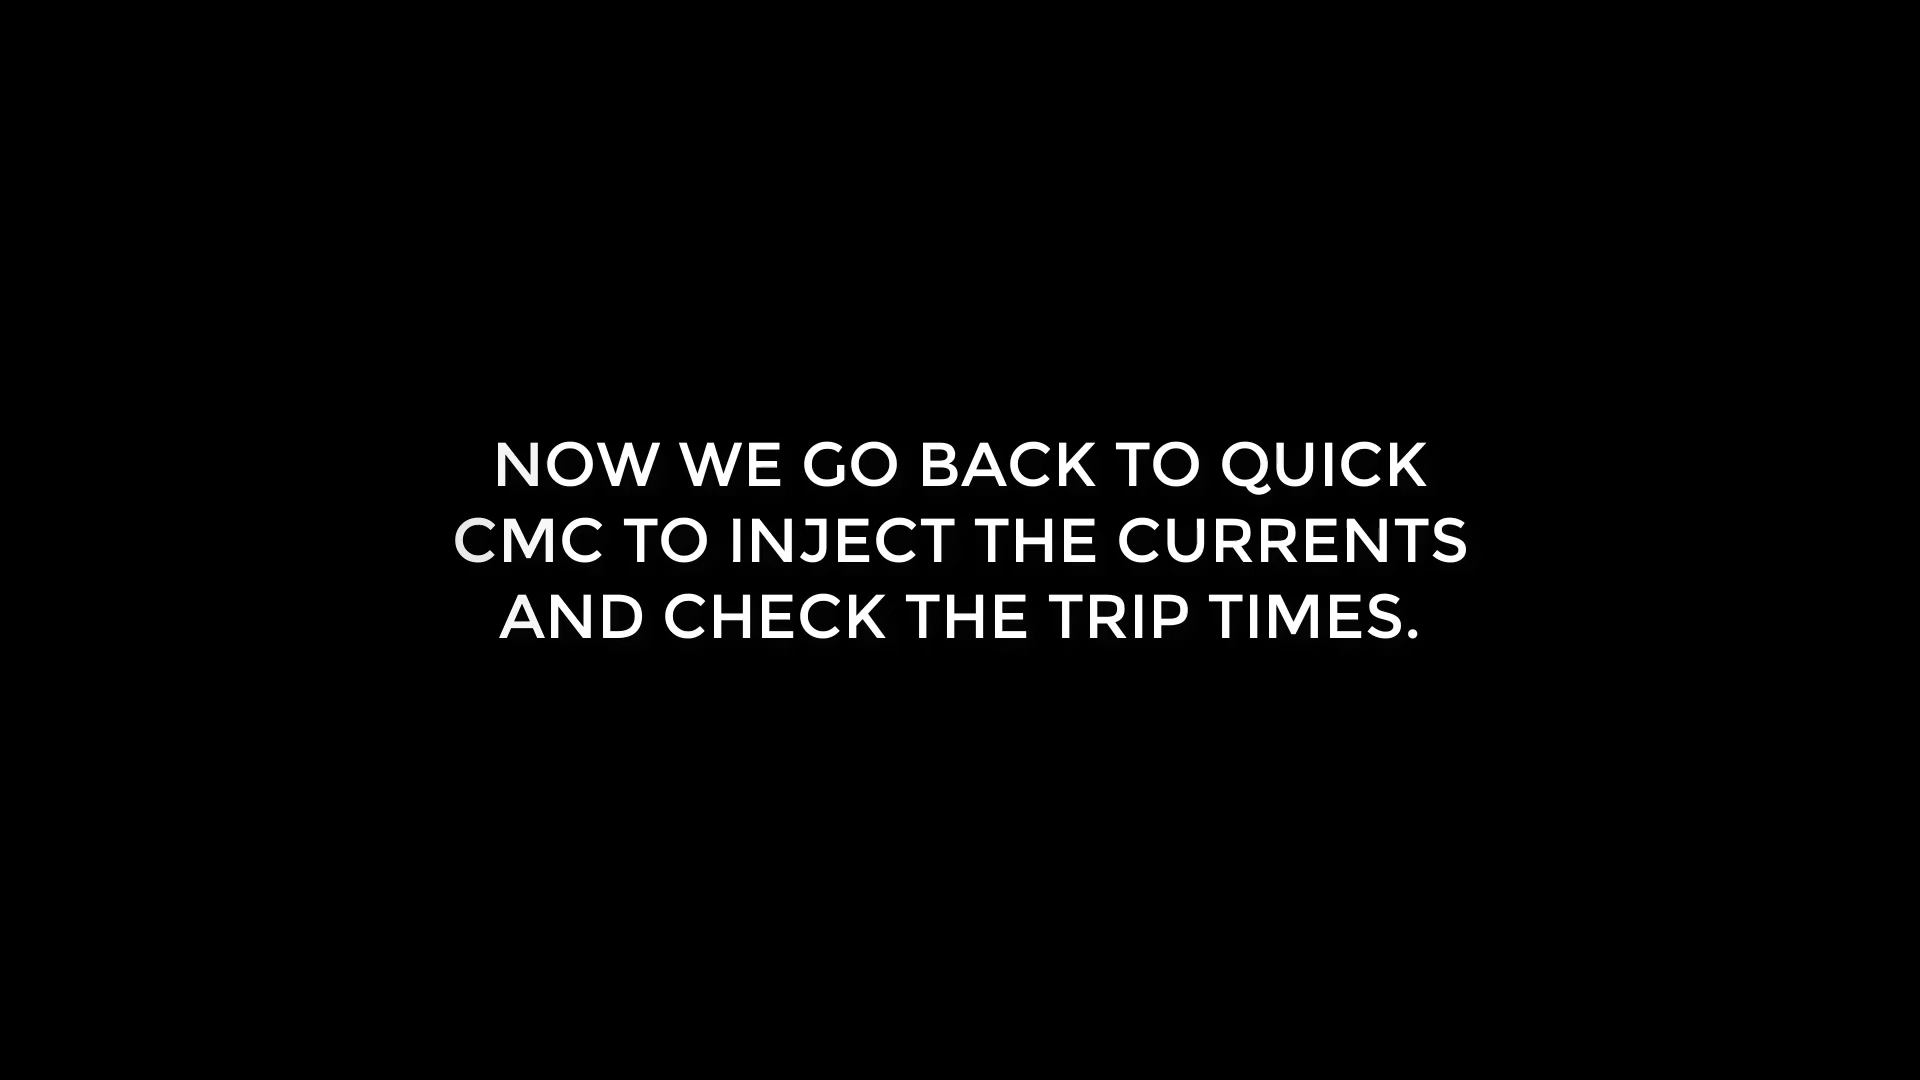 NOW WE GO BACK TO QUICK
CMC TO INJECT THE CURRENTS
AND CHECK THE TRIP TIMES.